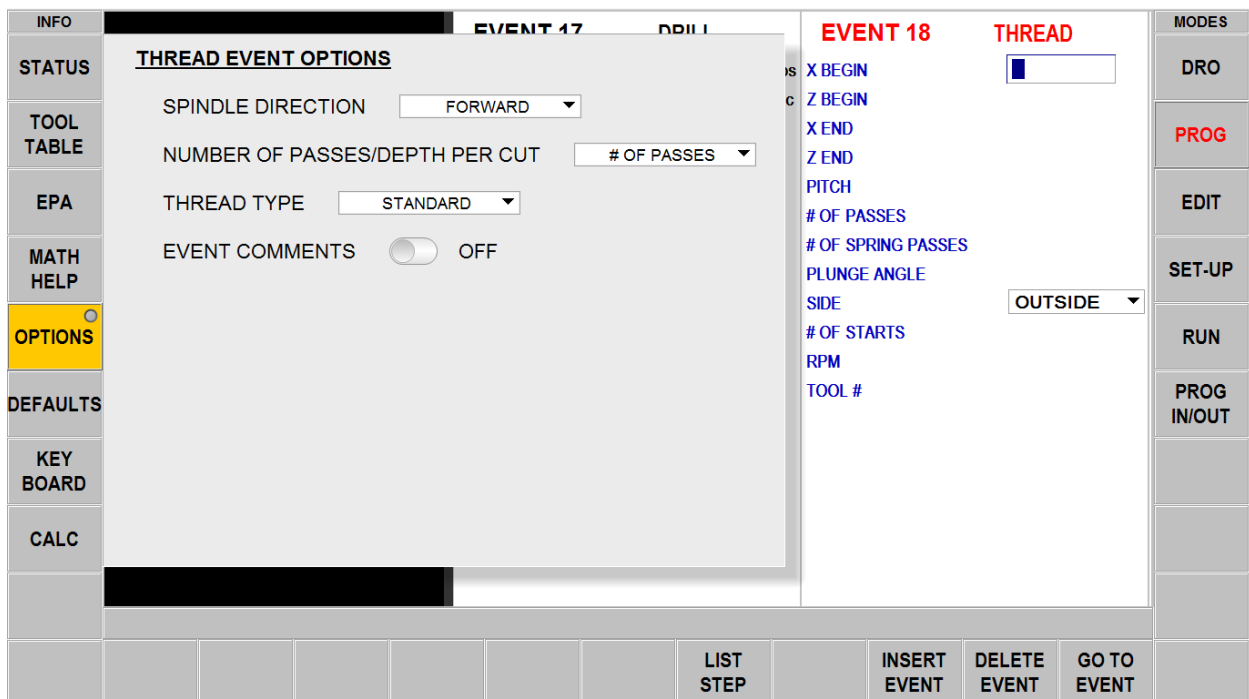 INFO
STATUS
TOOL
TABLE
EPA
MATH
HELP
OPTIONS
DEFAULTS
KEY
BOARD
CALC
EVENT 17 DRILL
THREAD EVENT OPTIONS
SPINDLE DIRECTION FORWARD
NUMBER OF PASSES/DEPTH PER CUT # OF PASSES
THREAD TYPE STANDARD
EVENT COMMENTS OFF
EVENT 18 THREAD
X BEGIN
Z BEGIN
X END
Z END
PITCH
# OF PASSES
# OF SPRING PASSES
PLUNGE ANGLE
SIDE OUTSIDE
# OF STARTS
RPM
TOOL #
MODES
DRO
PROG
EDIT
SET-UP
RUN
PROG
IN/OUT
LIST
STEP
INSERT
EVENT
DELETE
EVENT
GO TO
EVENT